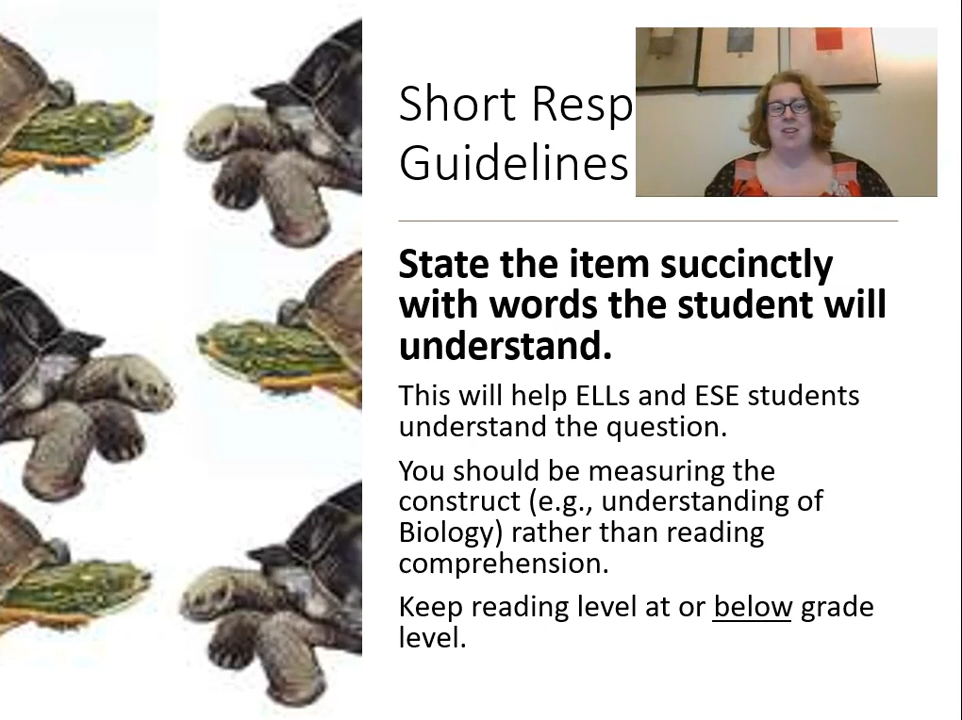 Short Resp
Guidelines
State the item succinctly
with words the student will
understand.
This will help ELLs and ESE students
understand the question.
You should be measuring the
construct (e.g., understanding of
Biology) rather than reading
comprehension.
Keep reading level at or below grade
level.